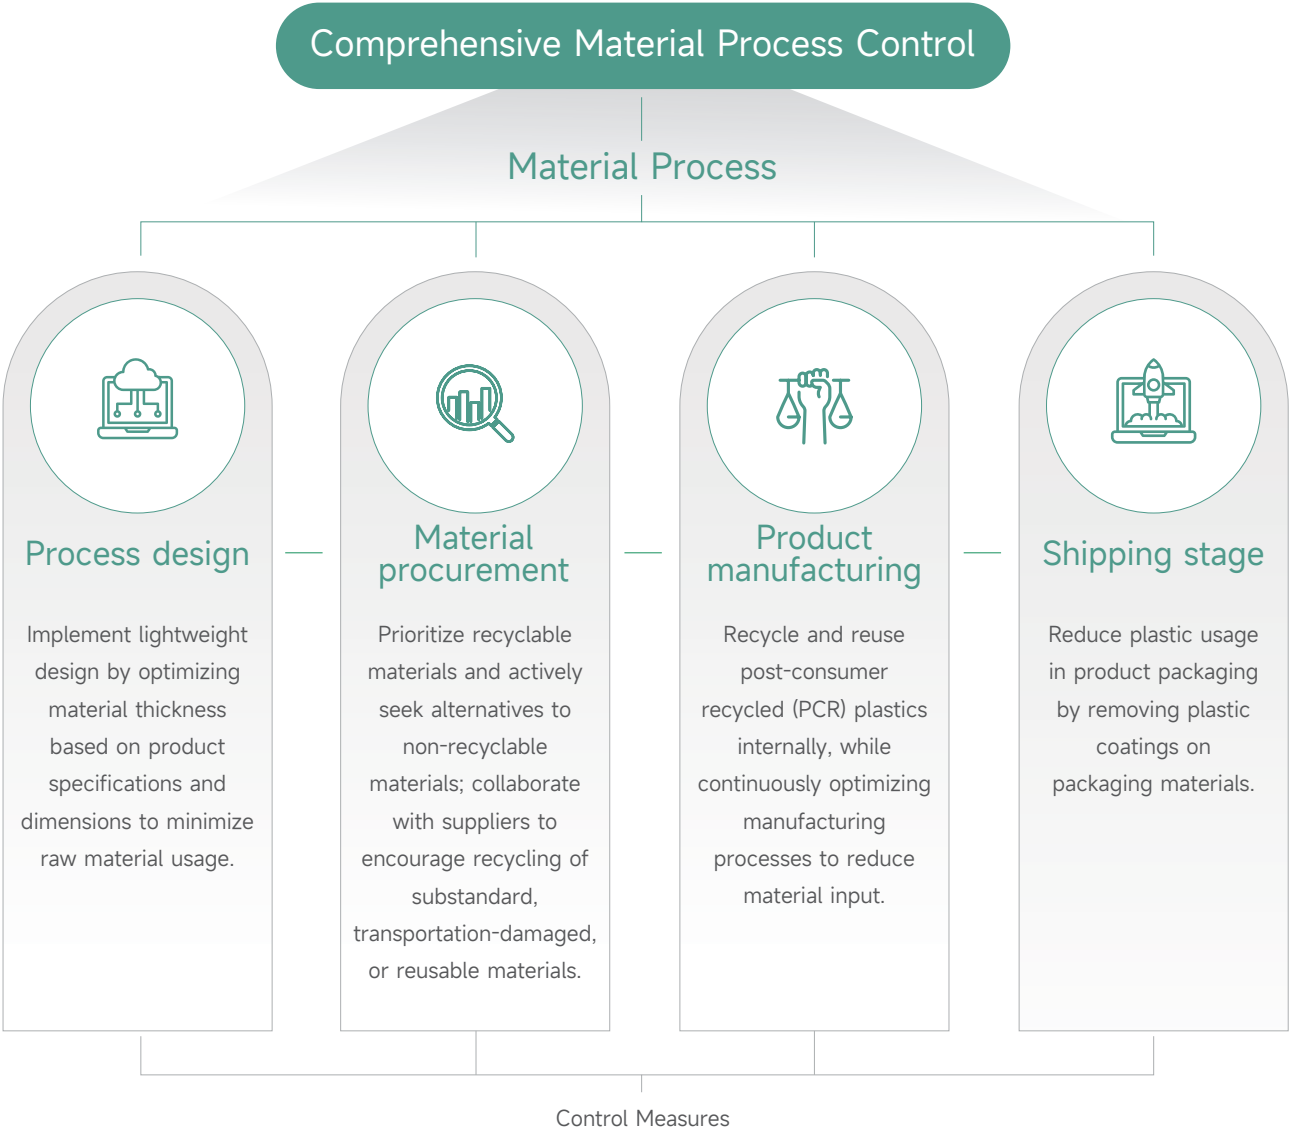 Comprehensive Material Process Control
Material Process
Process design
Implement lightweight
design by optimizing
material thickness
based on product
specifications and
dimensions to minimize
raw material usage.
Material
procurement
Prioritize recyclable
materials and actively
seek alternatives to
non-recyclable
materials; collaborate
with suppliers to
encourage recycling of
substandard,
transportation-damaged,
or reusable materials.
Product
manufacturing
Recycle and reuse
post-consumer
recycled (PCR) plastics
internally, while
continuously optimizing
manufacturing
processes to reduce
material input.
Shipping stage
Reduce plastic usage
in product packaging
by removing plastic
coatings on
packaging materials.
Control Measures